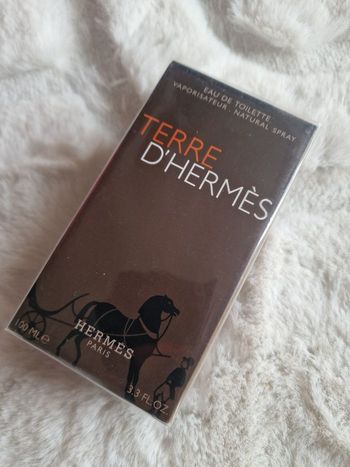 EAU DE TOILETTE
VAPORISATEUR . NATURAL SPRAY
TERRE
D'HERMÈS
HERMÈS
PARIS
100 ML℮
3.3 FL.OZ.